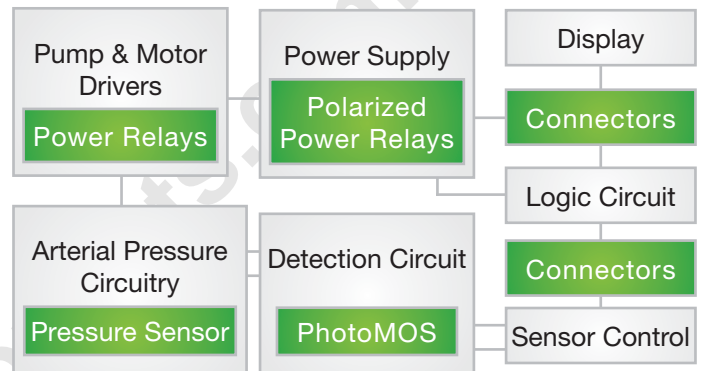 Pump & Motor
Drivers
Power Relays
Power Supply
Polarized
Power Relays
Display
Connectors
Logic Circuit
Arterial Pressure
Circuitry
Pressure Sensor
Detection Circuit
PhotoMOS
Connectors
Sensor Control